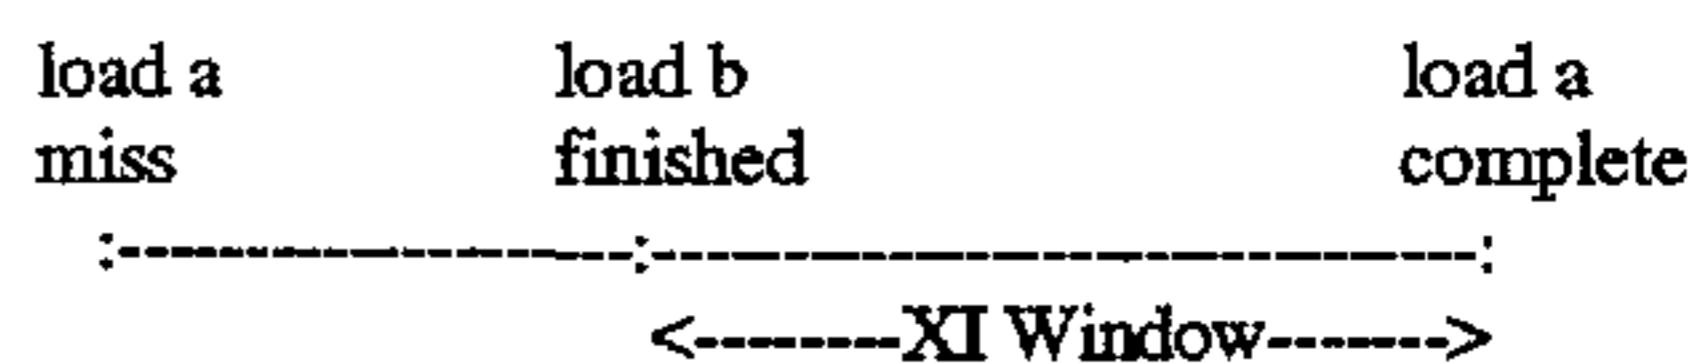 load a load b load a
miss finished complete
:-----------------:--------------------------:
<--------XI Window------->